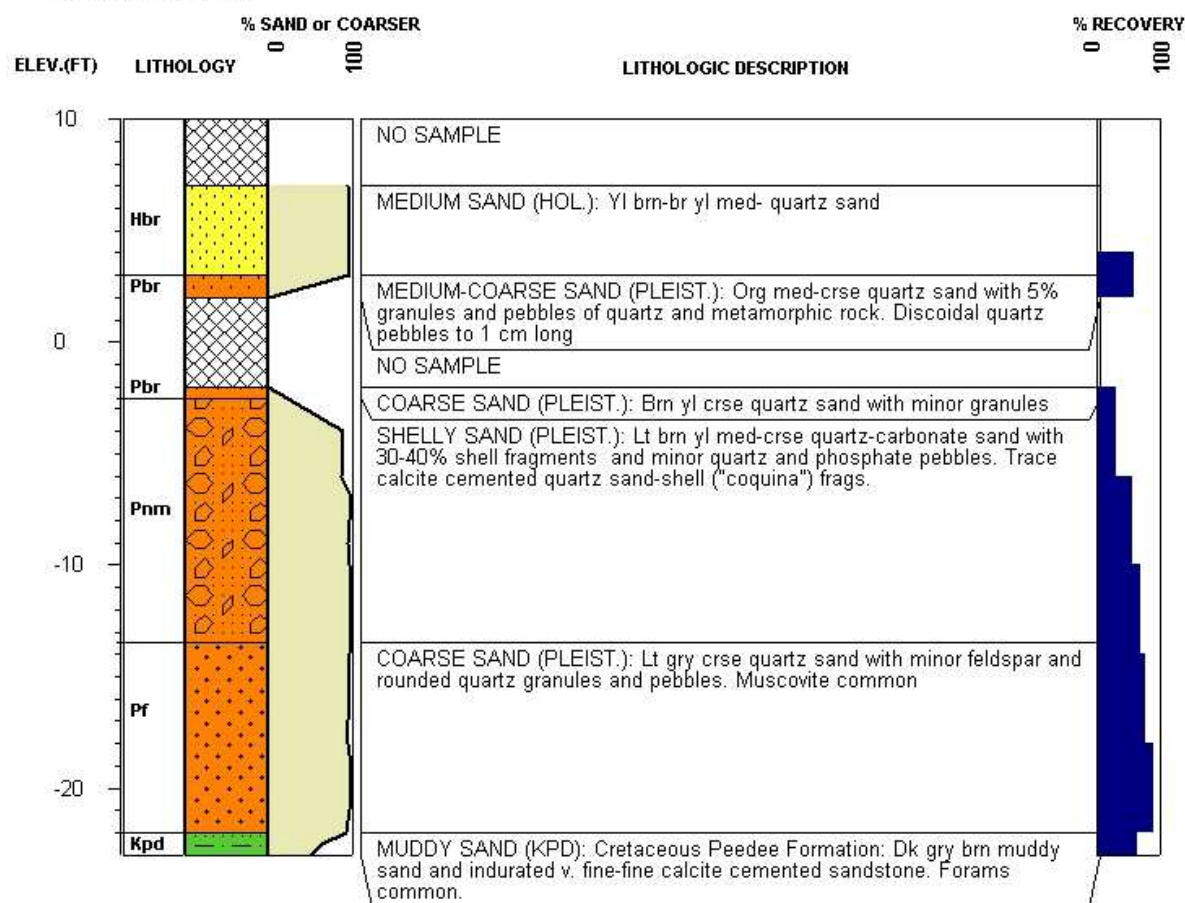 % SAND or COARSER
% RECOVERY
0
100
0
100
ELEV.(FT)
LITHOLOGY
LITHOLOGIC DESCRIPTION
10
NO SAMPLE
MEDIUM SAND (HOL.): Yl brn-br yl med- quartz sand
Hbr
Pbr
MEDIUM-COARSE SAND (PLEIST.): Org med-crse quartz sand with 5%
granules and pebbles of quartz and metamorphic rock. Discoidal quartz
pebbles to 1 cm long
0
NO SAMPLE
Pbr
COARSE SAND (PLEIST.): Brn yl crse quartz sand with minor granules
SHELLY SAND (PLEIST.): Lt brn yl med-crse quartz-carbonate sand with
30-40% shell fragments and minor quartz and phosphate pebbles. Trace
calcite cemented quartz sand-shell ("coquina") frags.
Pnm
-10
COARSE SAND (PLEIST.): Lt gry crse quartz sand with minor feldspar and
rounded quartz granules and pebbles. Muscovite common
Pf
-20
Kpd
MUDDY SAND (KPD): Cretaceous Peedee Formation: Dk gry brn muddy
sand and indurated v. fine-fine calcite cemented sandstone. Forams
common.